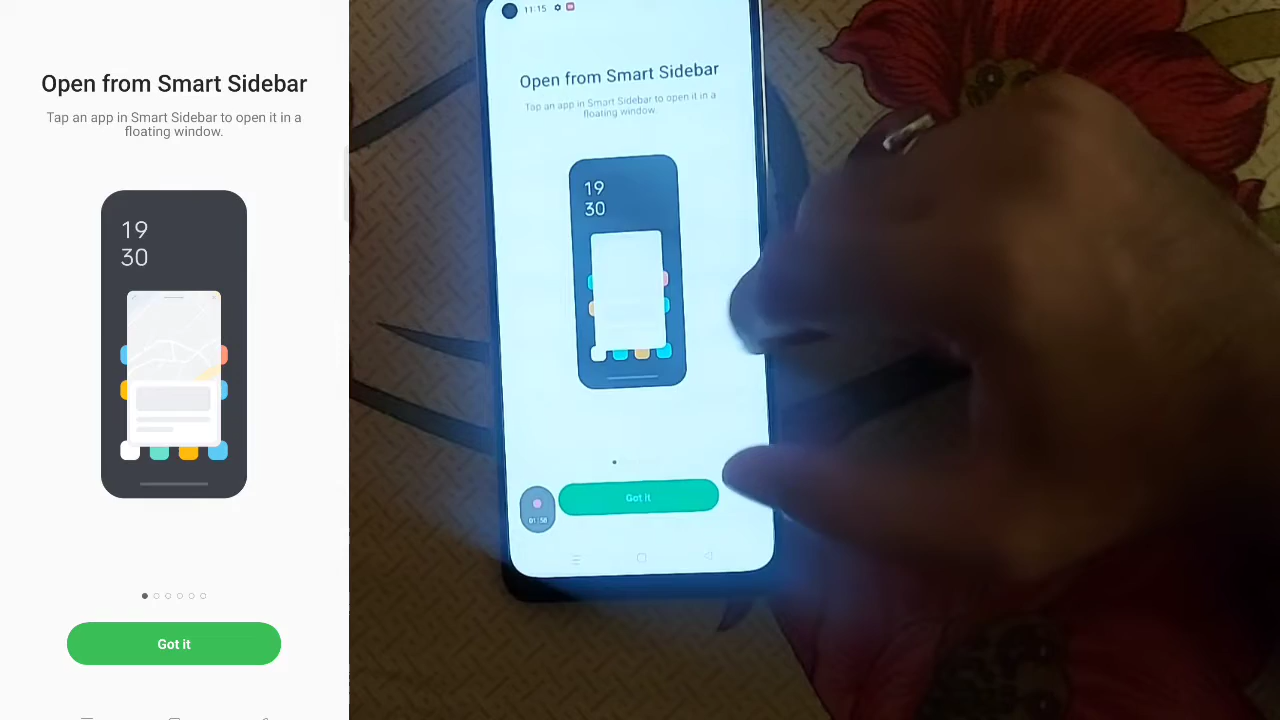 Open from Smart Sidebar
Tap an app in Smart Sidebar to open it in a
floating window.
19
30
Got it
11:15
Open from Smart Sidebar
Tap an app in Smart Sidebar to open it in a
floating window.
19
30
Got it
01:58